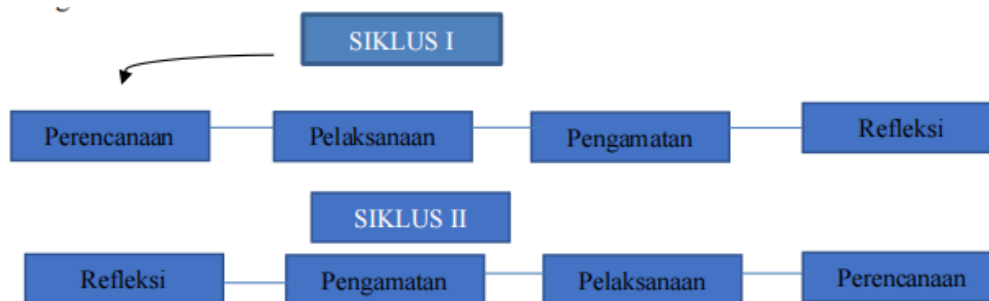 SIKLUS I
Perencanaan Pelaksanaan Pengamatan Refleksi
SIKLUS II
Refleksi Pengamatan Pelaksanaan Perencanaan